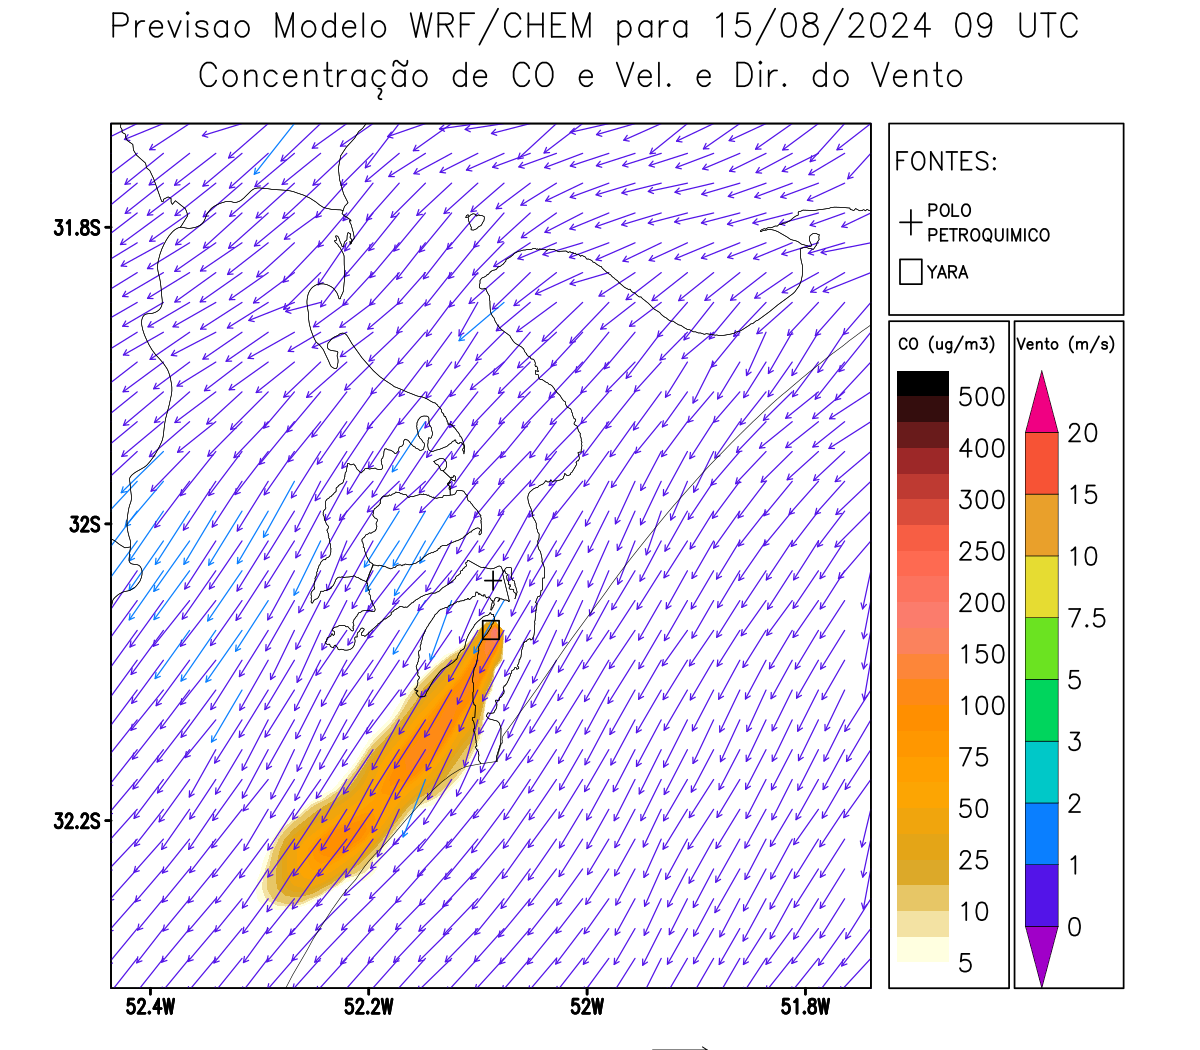 Previsao Modelo WRF/CHEM para 15/08/2024 09 UTC
Concentração de CO e Vel. e Dir. do Vento
FONTES:
POLO
PETROQUIMICO
YARA
CO (ug/m3)
500
400
300
250
200
150
100
75
50
25
10
5
Vento (m/s)
20
15
10
7.5
5
3
2
1
0
31.8S
32S
32.2S
52.4W
52.2W
52W
51.8W